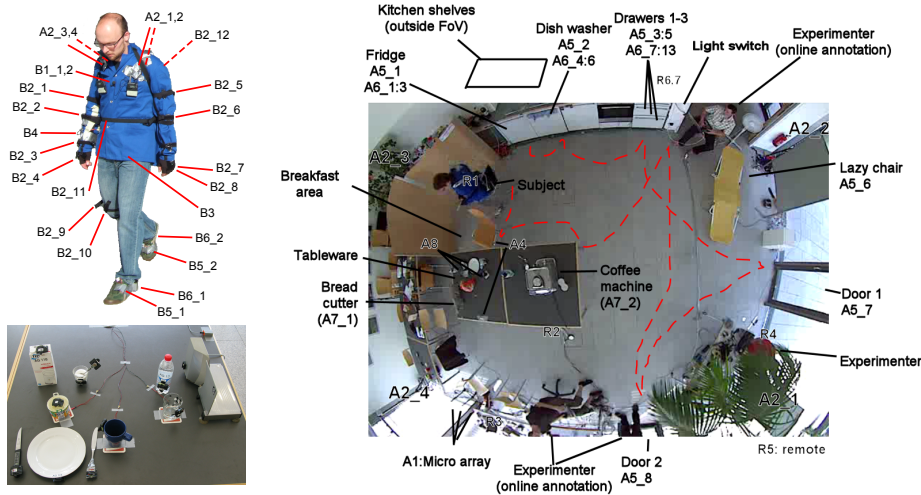 A2_1,2
A2_3,4
B2_12
B1_1,2
B2_1
B2_5
B2_2
B2_6
B4
B2_3
B2_4
B2_7
B2_8
B2_11
B3
B2_9
B2_10
B6_2
B5_2
B6_1
B5_1
Kitchen shelves
(outside FoV)
Fridge
A5_1
A6_1:3
Dish washer
A5_2
A6_4:6
Drawers 1-3
A5_3:5
A6_7:13
R6,7
Light switch
Experimenter
(online annotation)
A2_2
A2_3
R1
Subject
Lazy chair
A5_6
Breakfast
area
A8
A4
Tableware
Bread
cutter
(A7_1)
Coffee
machine
(A7_2)
R2
Door 1
A5_7
R4
Experimenter
A2_4
A2_1
R3
A1:Micro array
Experimenter
(online annotation)
Door 2
A5_8
R5: remote